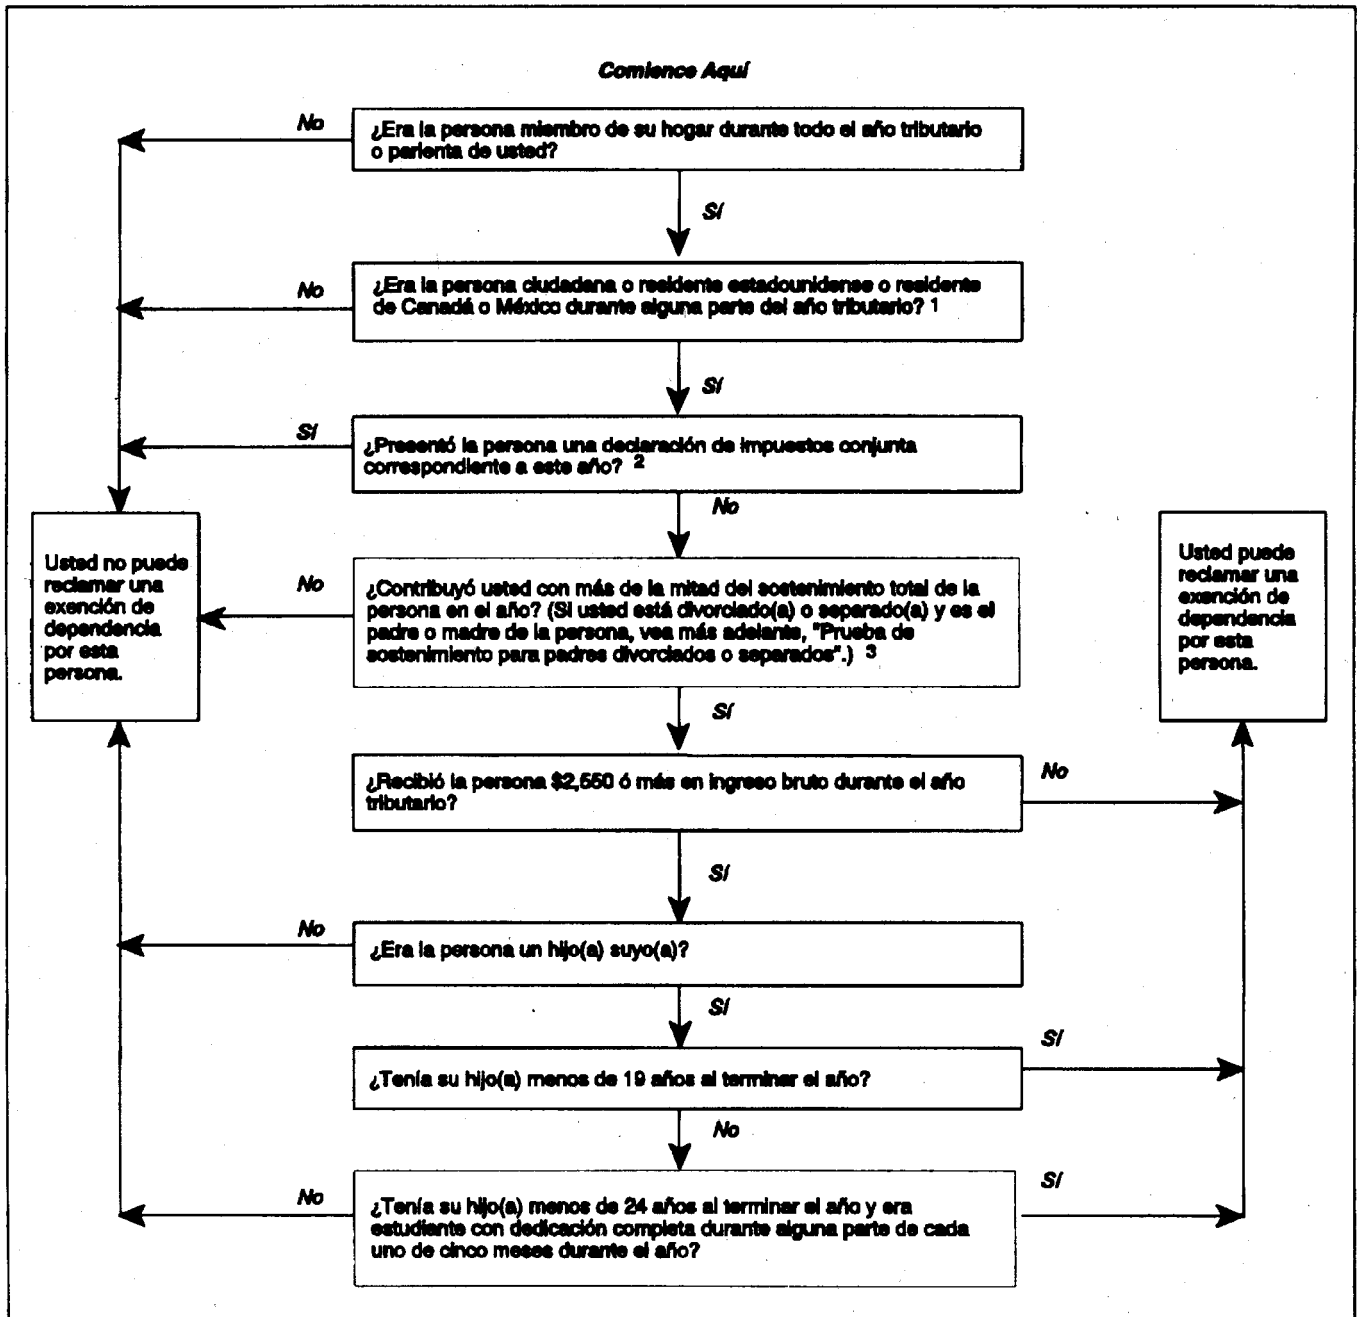 Comience Aquí
No
¿Era la persona miembro de su hogar durante todo el año tributario
o parienta de usted?
Sí
No
¿Era la persona ciudadana o residente estadounidense o residente
de Canadá o México durante alguna parte del año tributario? 1
Sí
Sí
¿Presentó la persona una declaración de impuestos conjunta
correspondiente a este año? 2
No
Usted no puede
reclamar una
exención de
dependencia
por esta
persona.
No
¿Contribuyó usted con más de la mitad del sostenimiento total de la
persona en el año? (Si usted está divorciado(a) o separado(a) y es el
padre o madre de la persona, vea más adelante, "Prueba de
sostenimiento para padres divorciados o separados".) 3
Usted puede
reclamar una
exención de
dependencia
por esta
persona.
Sí
¿Recibió la persona $2,550 ó más en ingreso bruto durante el año
tributario?
No
Sí
No
¿Era la persona un hijo(a) suyo(a)?
Sí
¿Tenía su hijo(a) menos de 19 años al terminar el año?
Sí
No
No
¿Tenía su hijo(a) menos de 24 años al terminar el año y era
estudiante con dedicación completa durante alguna parte de cada
uno de cinco meses durante el año?
Sí